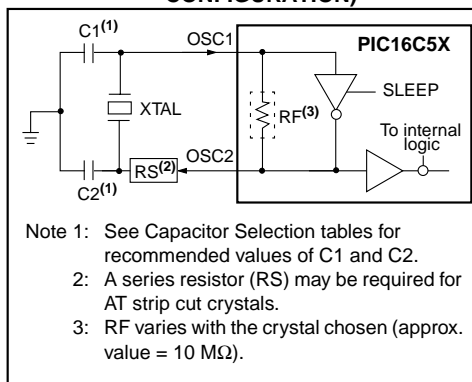 CONFIGURATION)
C1(1)
OSC1
PIC16C5X
SLEEP
XTAL
RF(3)
To internal
logic
OSC2
RS(2)
C2(1)
Note 1: See Capacitor Selection tables for
recommended values of C1 and C2.
2: A series resistor (RS) may be required for
AT strip cut crystals.
3: RF varies with the crystal chosen (approx.
value = 10 MΩ).